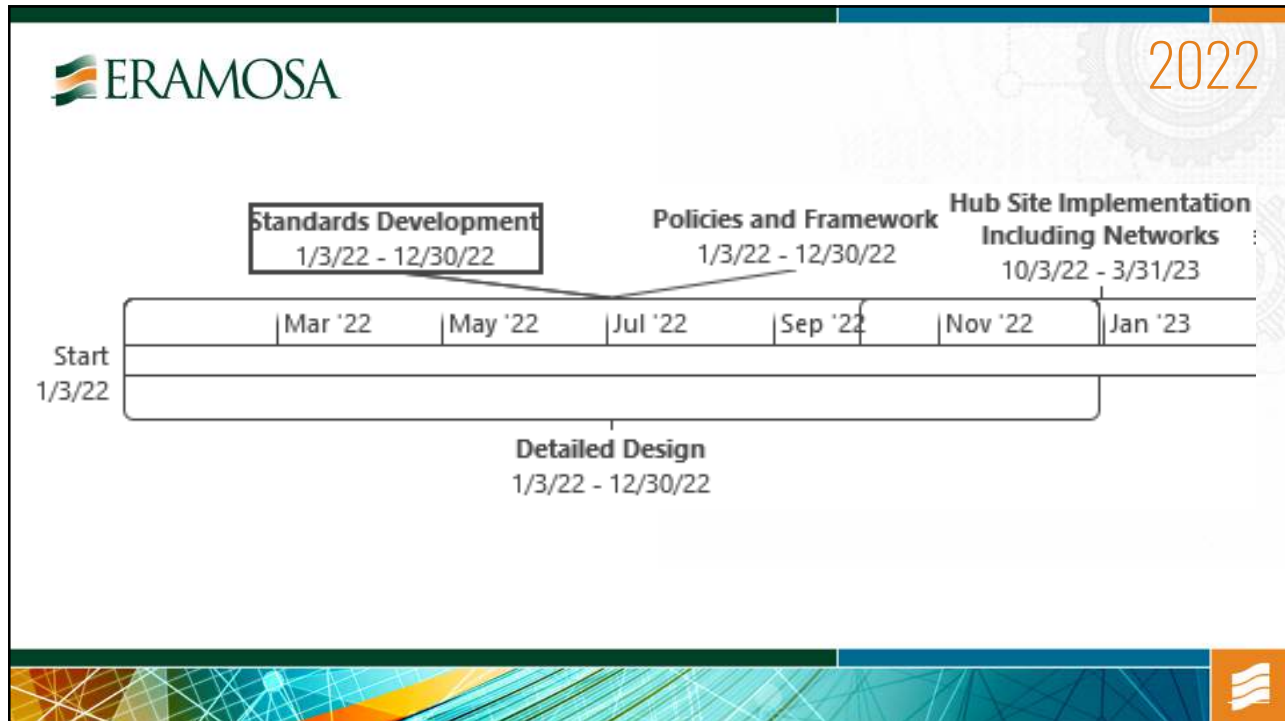 ERAMOSA
2022
Standards Development
1/3/22 - 12/30/22
Policies and Framework
1/3/22 - 12/30/22
Hub Site Implementation
Including Networks
10/3/22 - 3/31/23
Mar '22 May '22 Jul '22 Sep '22 Nov '22 Jan '23
Start
1/3/22
Detailed Design
1/3/22 - 12/30/22